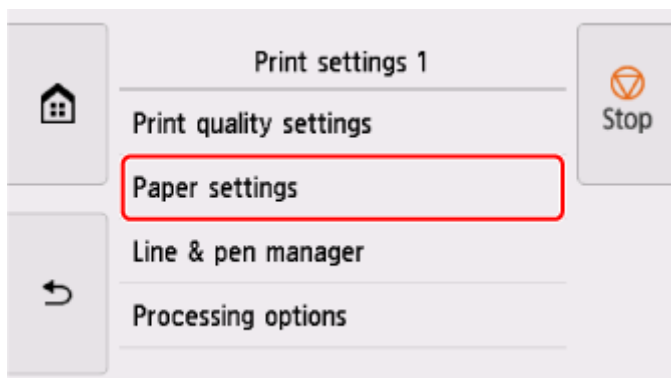 Print settings 1
Print quality settings
Stop
Paper settings
Line & pen manager
Processing options